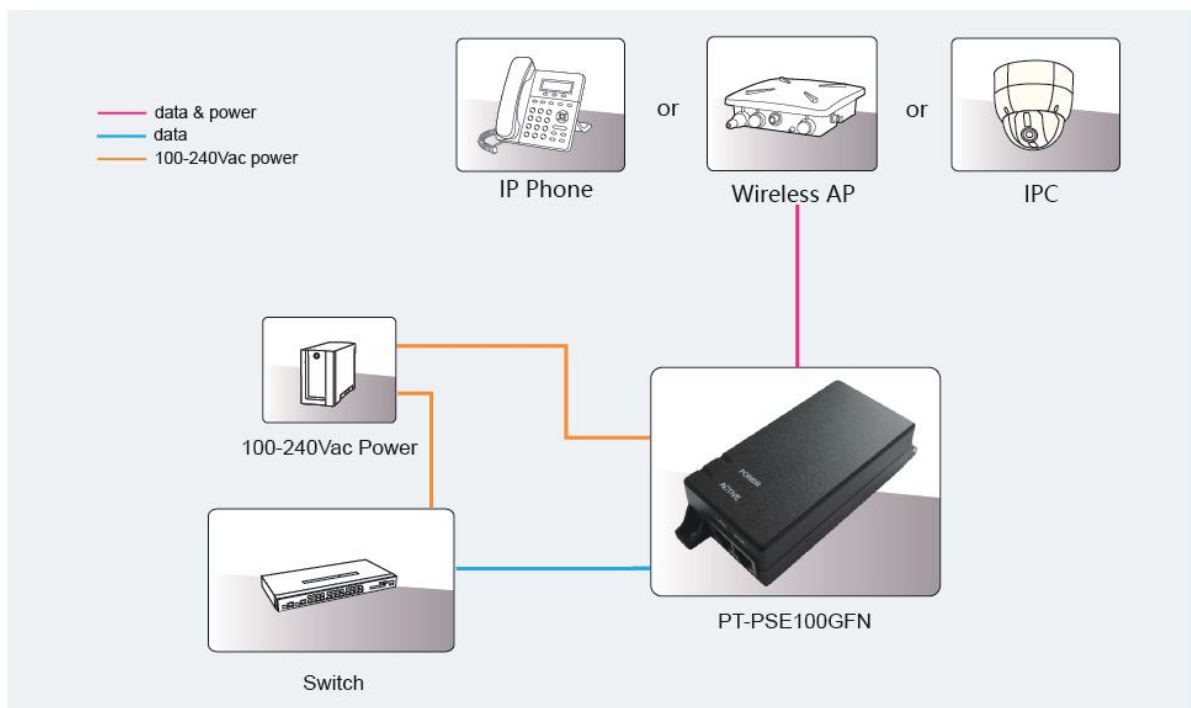 data & power
data
100-240Vac power
or
or
IP Phone
Wireless AP
IPC
100-240Vac Power
POWER
ACTIVE
PT-PSE100GFN
Switch